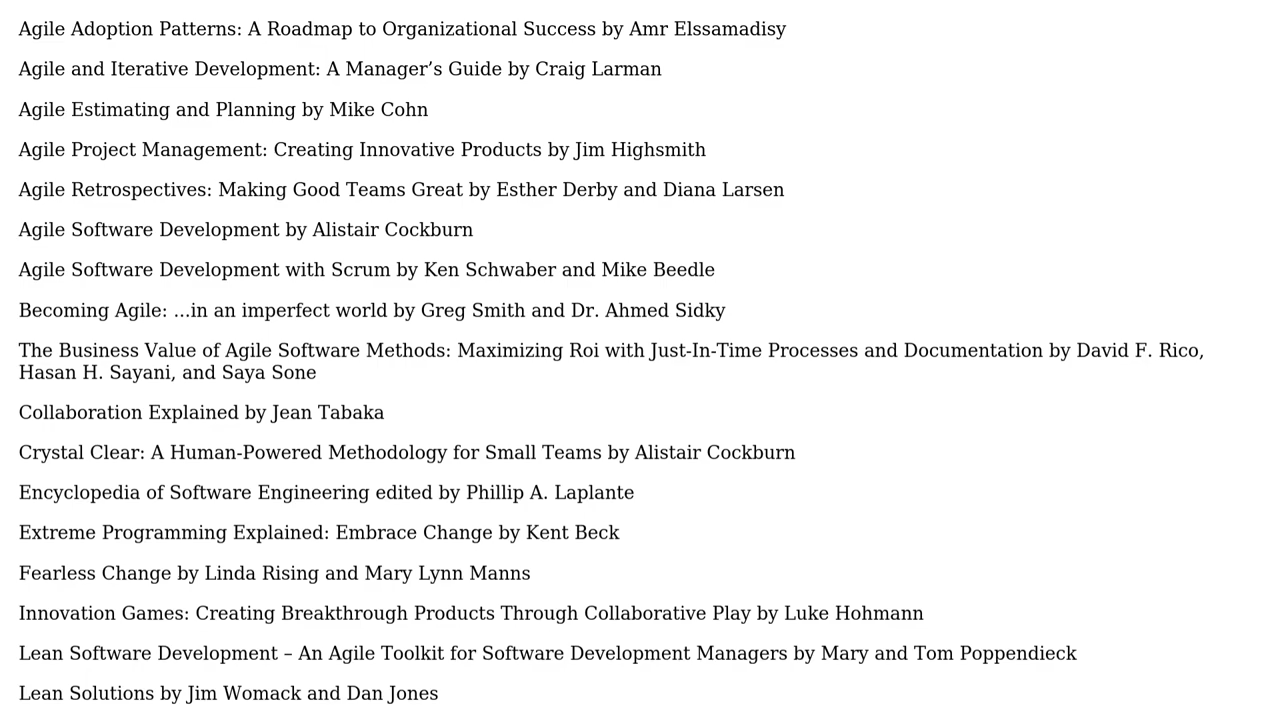 Agile Adoption Patterns: A Roadmap to Organizational Success by Amr Elssamadisy
Agile and Iterative Development: A Manager’s Guide by Craig Larman
Agile Estimating and Planning by Mike Cohn
Agile Project Management: Creating Innovative Products by Jim Highsmith
Agile Retrospectives: Making Good Teams Great by Esther Derby and Diana Larsen
Agile Software Development by Alistair Cockburn
Agile Software Development with Scrum by Ken Schwaber and Mike Beedle
Becoming Agile: ...in an imperfect world by Greg Smith and Dr. Ahmed Sidky
The Business Value of Agile Software Methods: Maximizing Roi with Just-In-Time Processes and Documentation by David F. Rico,
Hasan H. Sayani, and Saya Sone
Collaboration Explained by Jean Tabaka
Crystal Clear: A Human-Powered Methodology for Small Teams by Alistair Cockburn
Encyclopedia of Software Engineering edited by Phillip A. Laplante
Extreme Programming Explained: Embrace Change by Kent Beck
Fearless Change by Linda Rising and Mary Lynn Manns
Innovation Games: Creating Breakthrough Products Through Collaborative Play by Luke Hohmann
Lean Software Development – An Agile Toolkit for Software Development Managers by Mary and Tom Poppendieck
Lean Solutions by Jim Womack and Dan Jones